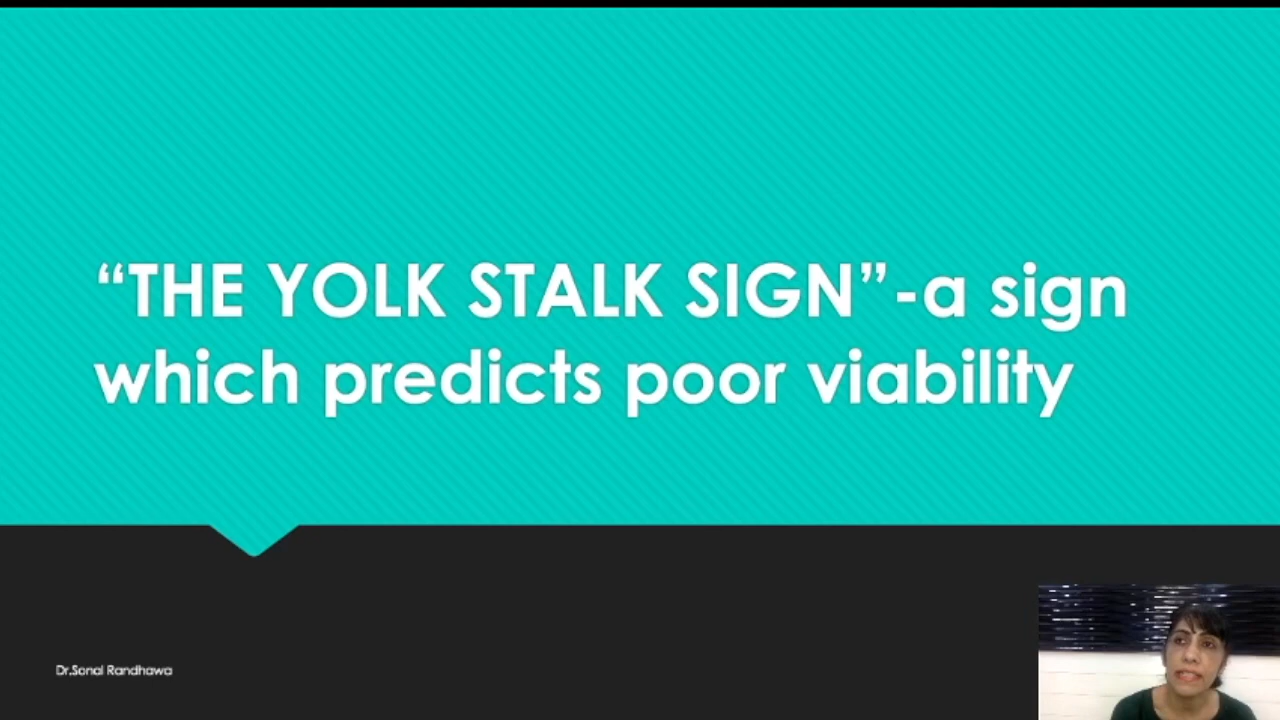 “THE YOLK STALK SIGN”-a sign
which predicts poor viability
Dr.Sonal Randhawa